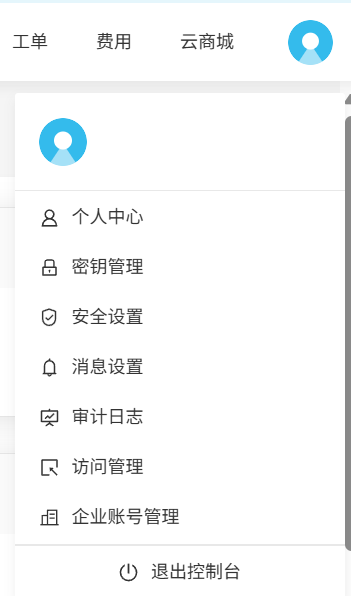 工单 费用 云商城
个人中心
密钥管理
安全设置
消息设置
审计日志
访问管理
企业账号管理
退出控制台